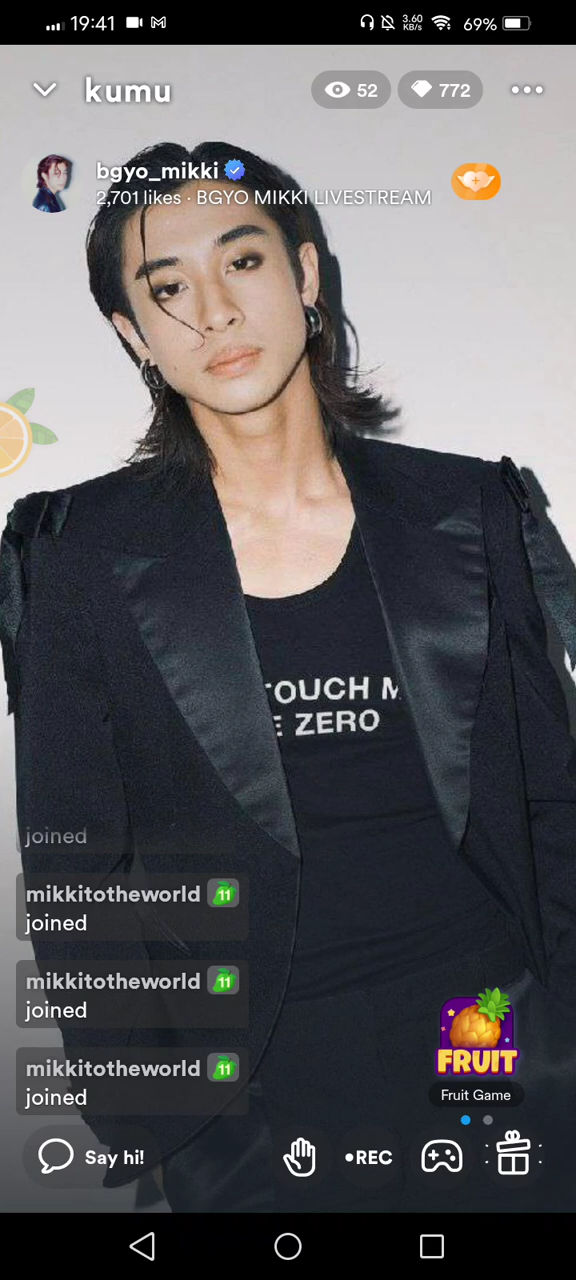 19:41
3.60
KB/s
69%
kumu
52
772
bgyo_mikki
2,701 likes · BGYO MIKKI LIVESTREAM
TOUCH M
E ZERO
joined
mikkitotheworld 11
joined
mikkitotheworld 11
joined
mikkitotheworld 11
joined
FRUIT
Fruit Game
Say hi!
•REC